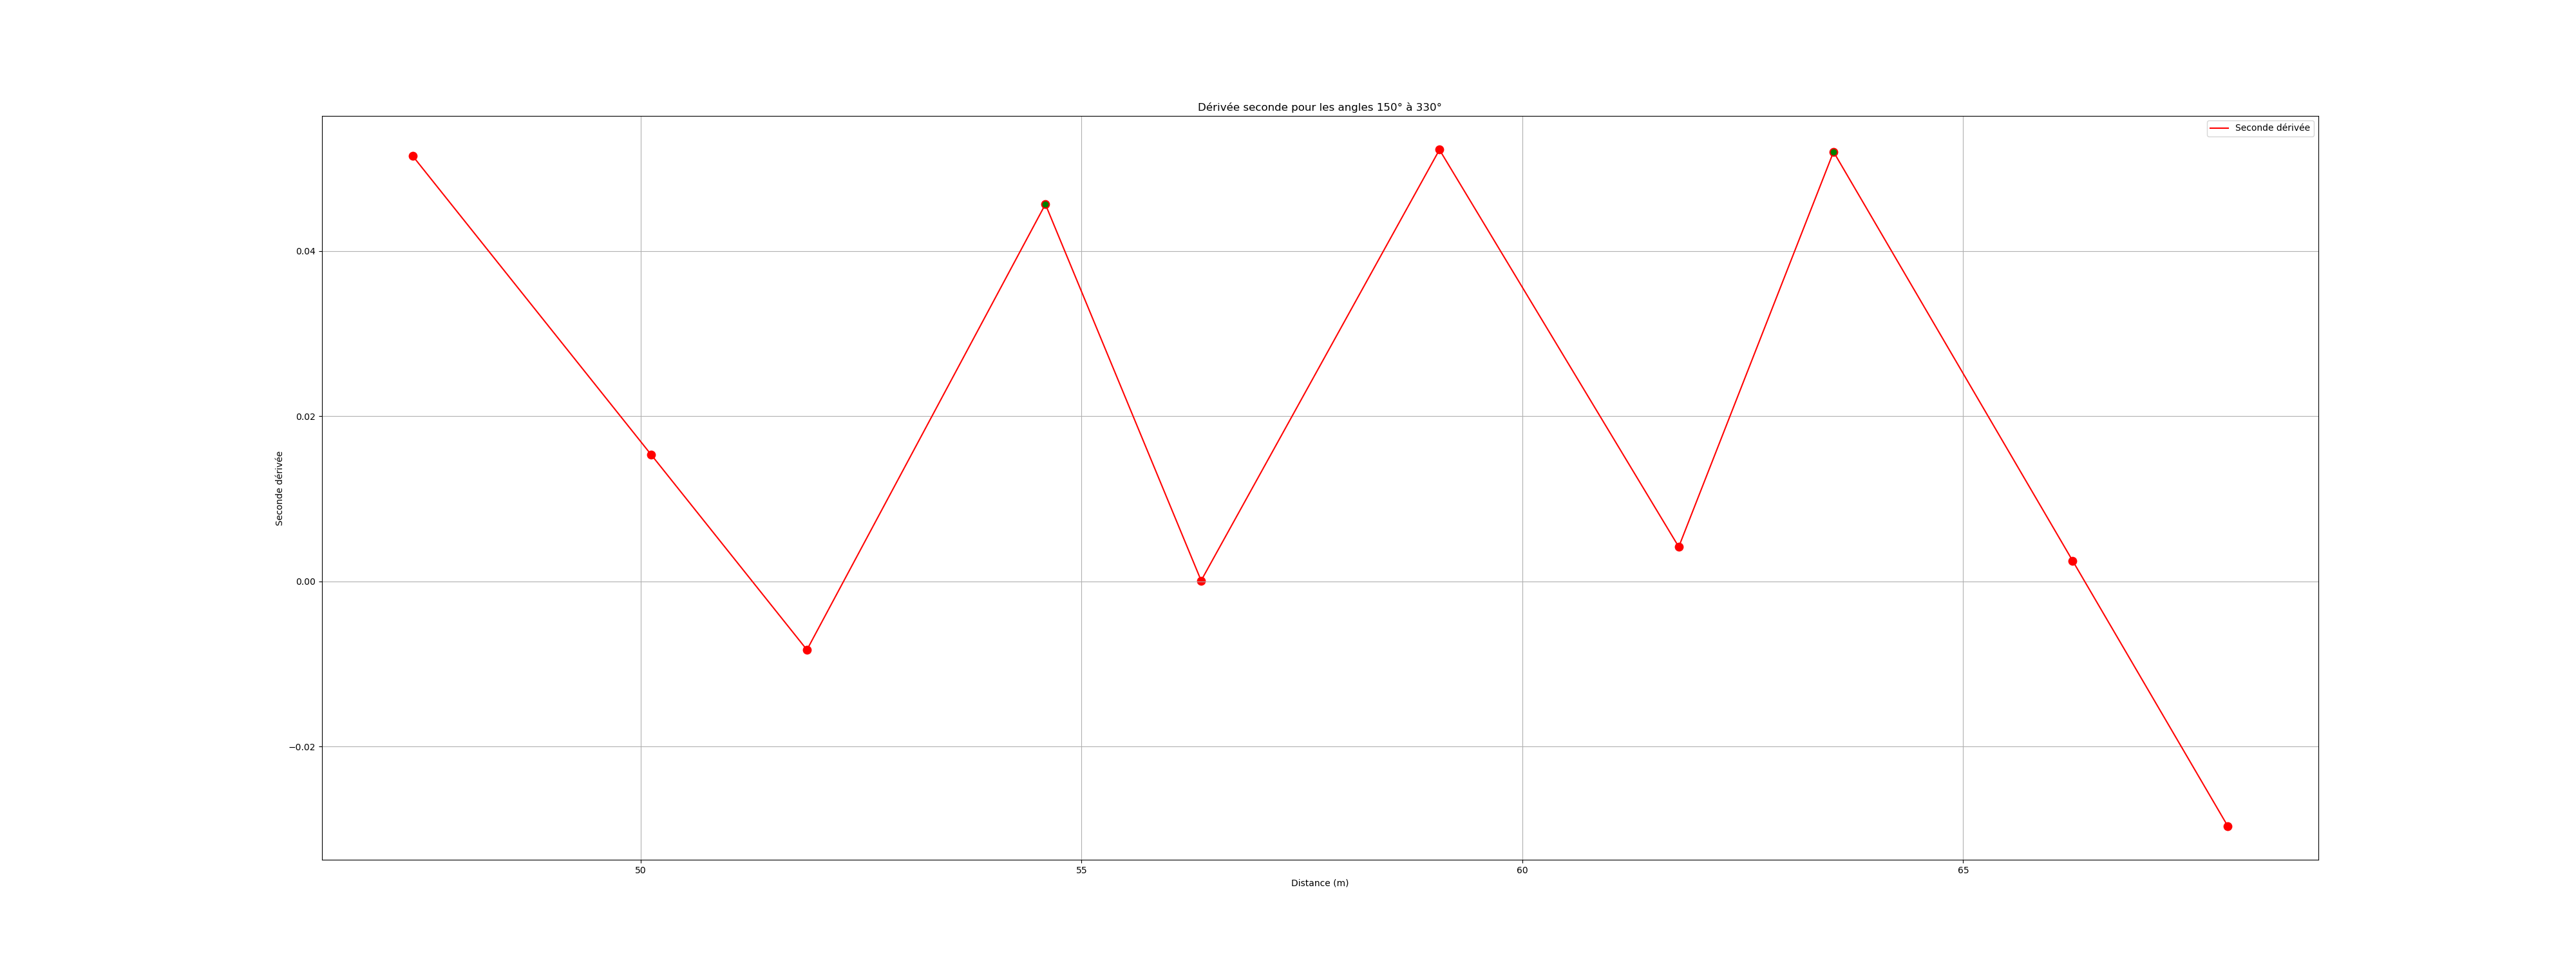 Dérivée seconde pour les angles 150° à 330°
Seconde dérivée
0.04
0.02
0.00
−0.02
Seconde dérivée
50
55
60
65
Distance (m)